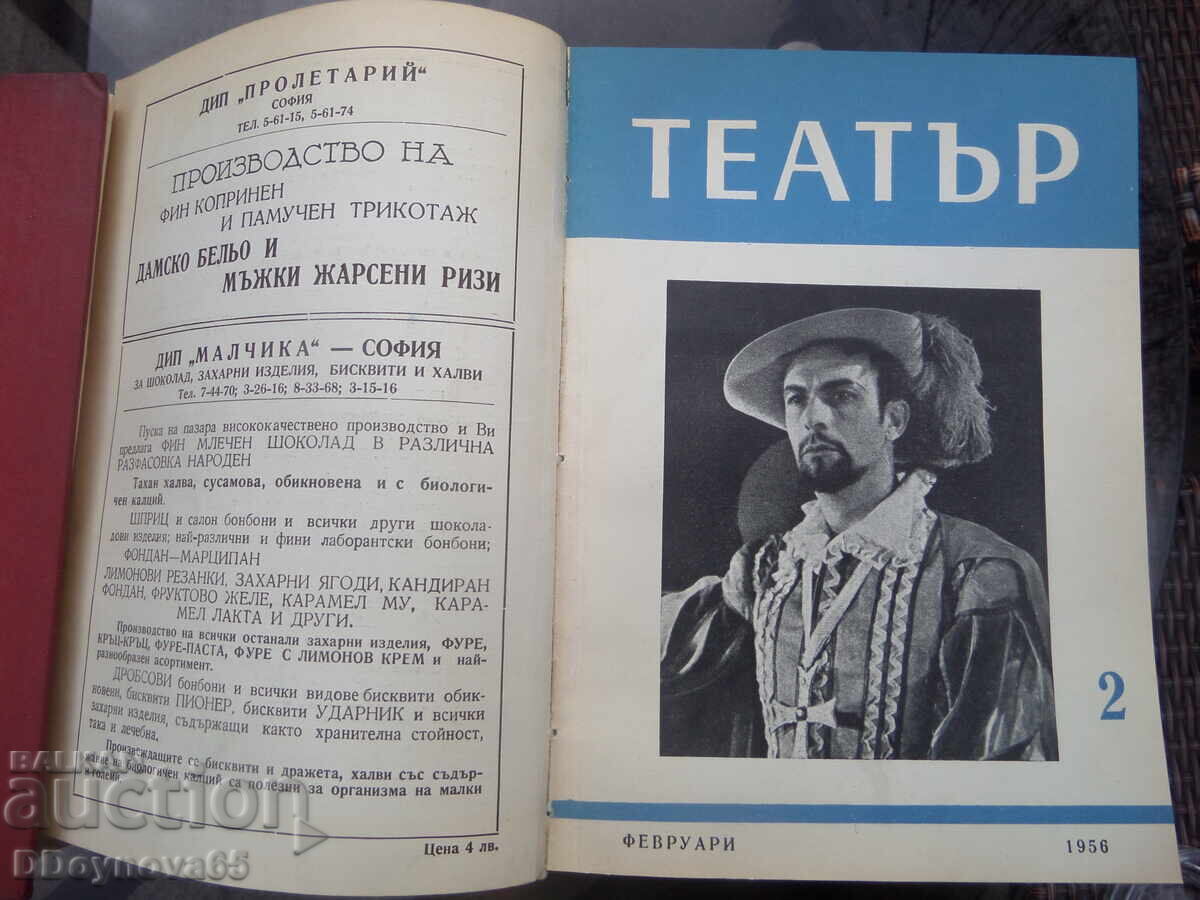 ДИП „ПРОЛЕТАРИЙ“
СОФИЯ
ТЕЛ. 5-61-15, 5-61-74
ПРОИЗВОДСТВО НА
ФИН КОПРИНЕН
И ПАМУЧЕН ТРИКОТАЖ
ДАМСКО БЕЛЬО И
МЪЖКИ ЖАРСЕНИ РИЗИ
ДИП „МАЛЧИКА“ — СОФИЯ
ЗА ШОКОЛАД, ЗАХАРНИ ИЗДЕЛИЯ, БИСКВИТИ И ХАЛВИ
Тел. 7-44-70; 3-26-16; 8-33-68; 3-15-16
Пуска на пазара висококачествено производство и Ви
предлага ФИН МЛЕЧЕН ШОКОЛАД В РАЗЛИЧНА
РАЗФАСОВКА НАРОДЕН
Тахан халва, сусамова, обикновена и с биологи-
чен калций.
ШПРИЦ и салон бонбони и всички други шокола-
дови изделия; най-различни и фини лаборантски бонбони;
ФОНДАН—МАРЦИПАН
ЛИМОНОВИ РЕЗАНКИ, ЗАХАРНИ ЯГОДИ, КАНДИРАН
ФОНДАН, ФРУКТОВО ЖЕЛЕ, КАРАМЕЛ МУ, КАРА-
МЕЛ ЛАКТА И ДРУГИ.
Производство на всички останали захарни изделия, ФУРЕ,
КРЪЦ-КРЪЦ, ФУРЕ-ПАСТА, ФУРЕ С ЛИМОНОВ КРЕМ и най-
разнообразен асортимент.
ДРОБСОВИ бонбони и всички видове бисквити обик-
новени, бисквити ПИОНЕР, бисквити УДАРНИК и всички
захарни изделия, съдържащи както хранителна стойност,
така и лечебна.
Произвеждащите се бисквити и дражета, халви със съдър-
жание на биологичен калций са полезни за организма на малки
и големи
Цена 4 лв.
ТЕАТЪР
2
ФЕВРУАРИ 1956
BALKAN
auction
DDoynova65